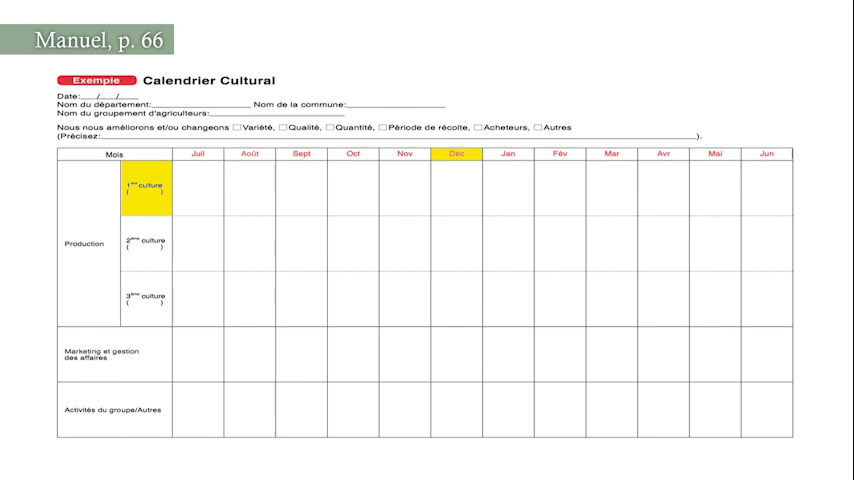 Manuel, p. 66
Exemple Calendrier Cultural
Date:___/___/____
Nom du département:____________________ Nom de la commune:____________________
Nom du groupement d'agriculteurs:___________________________
Nous nous améliorons et/ou changeons ☐Variété, ☐Qualité, ☐Quantité, ☐Période de récolte, ☐Acheteurs, ☐Autres
(Précisez:____________________________________________________________).
Mois Juil Août Sept Oct Nov Déc Jan Fév Mar Avr Mai Jun
1ère culture
( )
Production
2ème culture
( )
3ème culture
( )
Marketing et gestion
des affaires
Activités du groupe/Autres